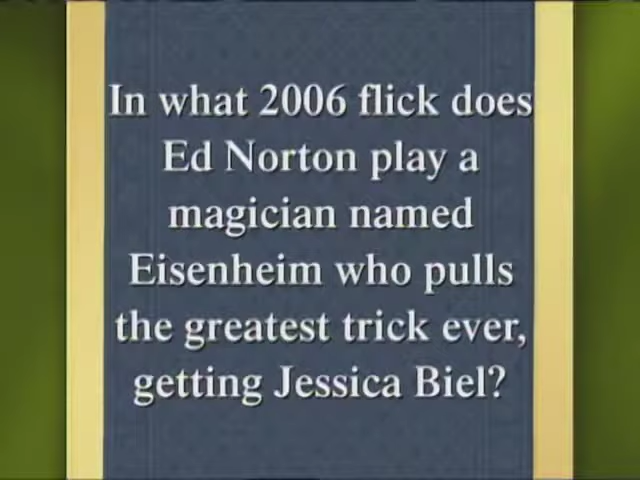 In what 2006 flick does
Ed Norton play a
magician named
Eisenheim who pulls
the greatest trick ever,
getting Jessica Biel?